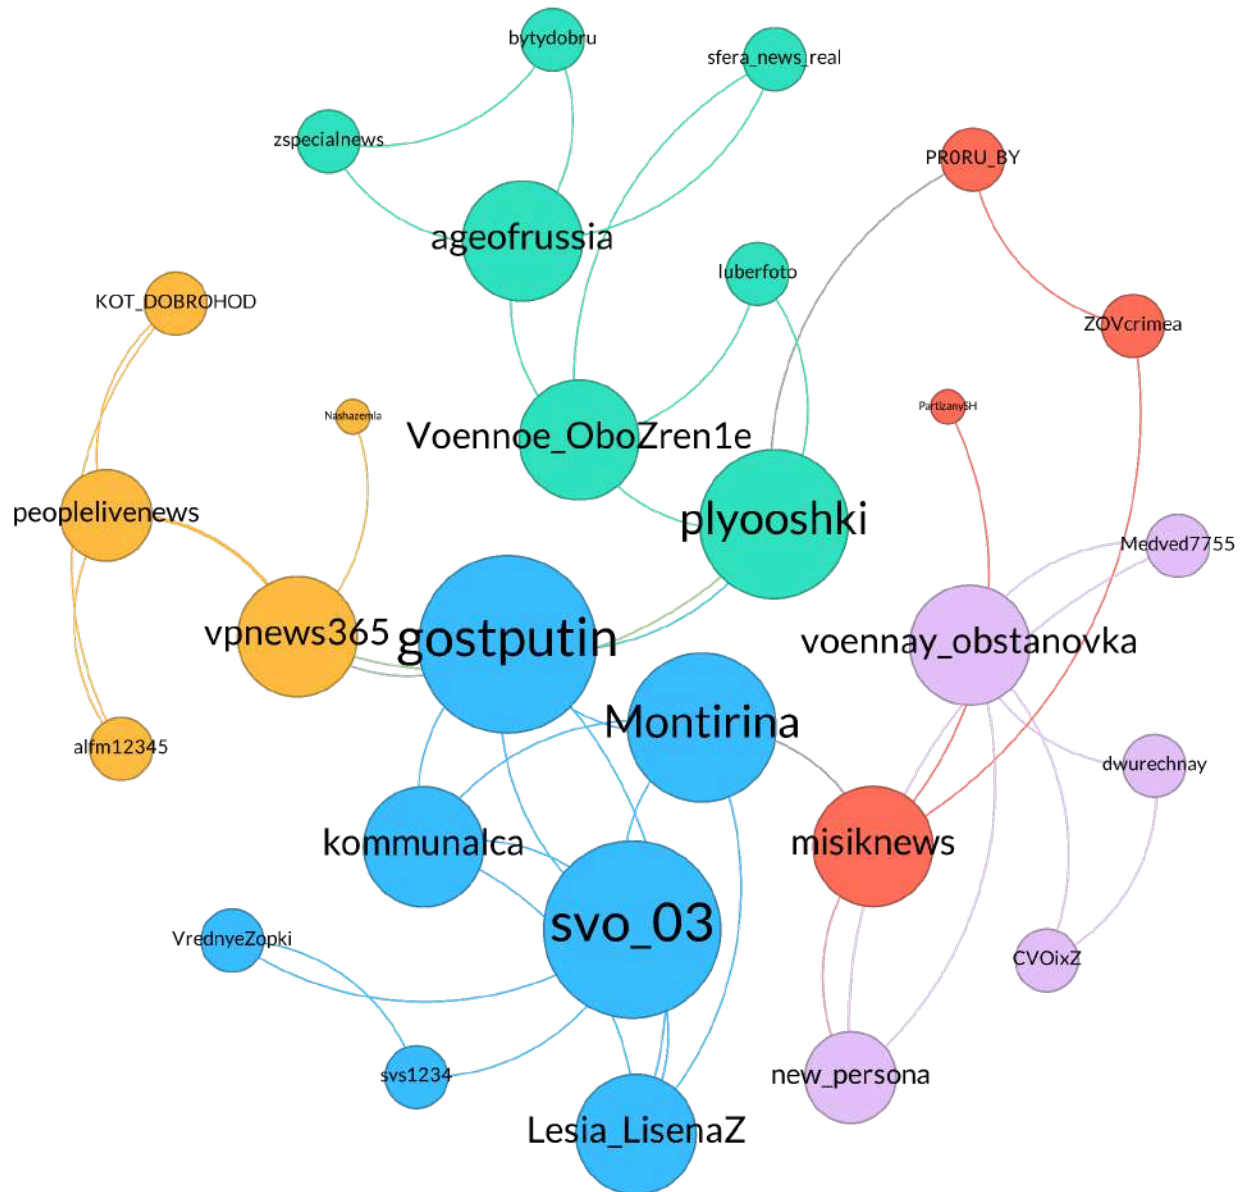 bytydobru
sfera_news_real
zspecialnews
PR0RU_BY
ageofrussia
luberfoto
KOT_DOBROHOD
ZOVcrimea
Nashazemla
PartizanySH
Voennoe_OboZren1e
peoplelivenews
plyooshki
Medved7755
vpnews365
gostputin
voennay_obstanovka
Montirina
alfm12345
dwurechnay
kommunalca
misiknews
svo_03
VrednyeZopki
CVOixZ
svs1234
new_persona
Lesia_LisenaZ